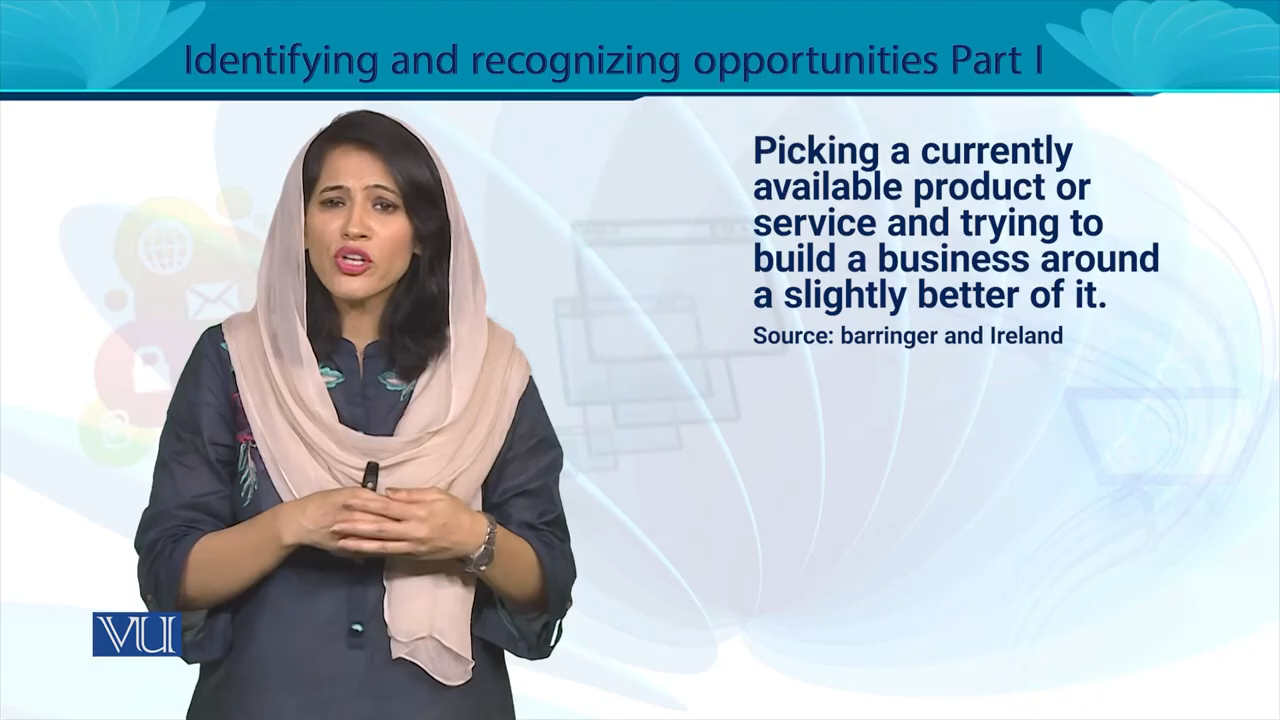 Identifying and recognizing opportunities Part I
Picking a currently
available product or
service and trying to
build a business around
a slightly better of it.
Source: barringer and Ireland
VU